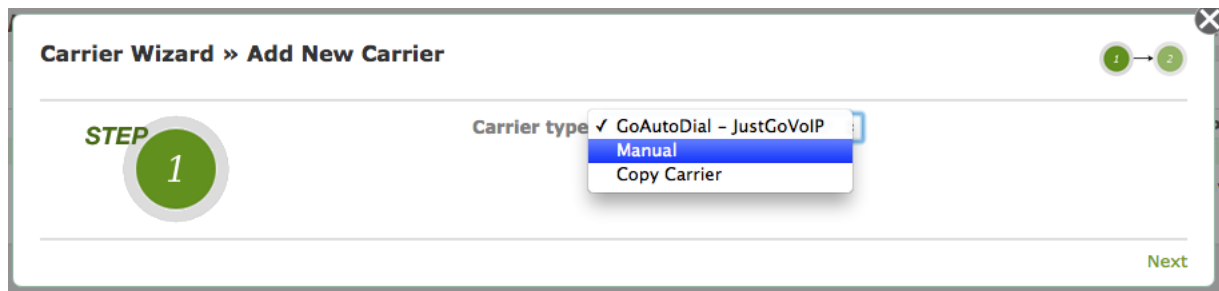 Carrier Wizard » Add New Carrier
1 → 2
STEP
1
Carrier type
✓ GoAutoDial – JustGoVoIP
Manual
Copy Carrier
Next